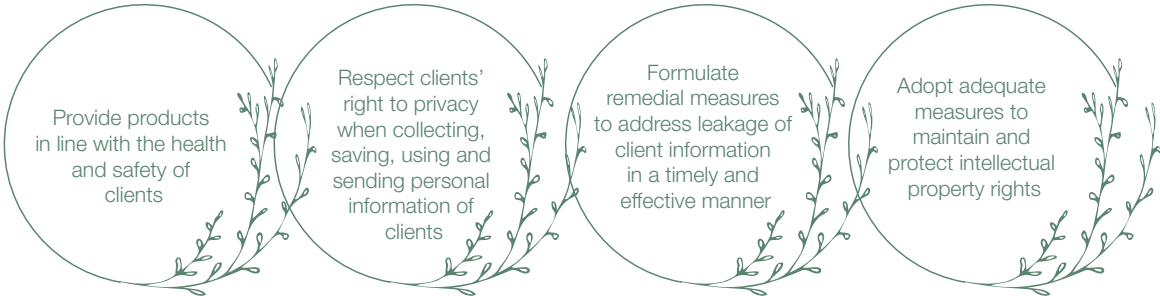 Provide products
in line with the health
and safety of
clients
Respect clients’
right to privacy
when collecting,
saving, using and
sending personal
information of
clients
Formulate
remedial measures
to address leakage of
client information
in a timely and
effective manner
Adopt adequate
measures to
maintain and
protect intellectual
property rights